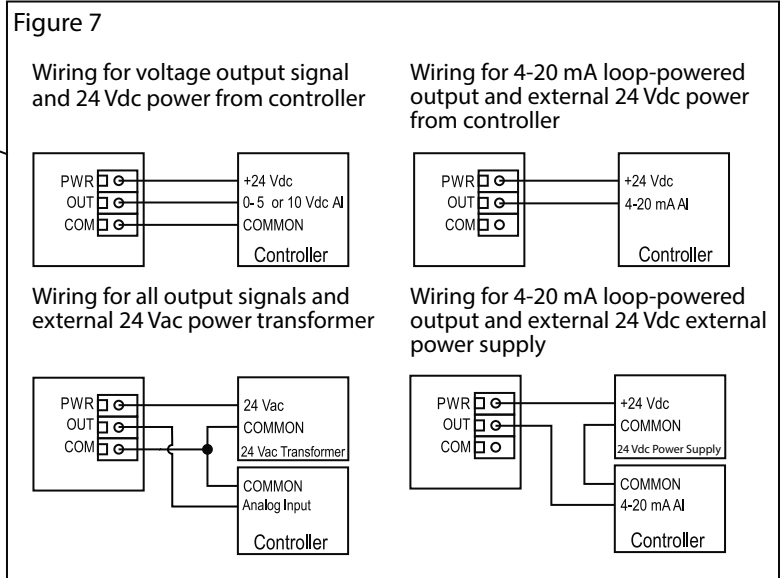 Figure 7
Wiring for voltage output signal
and 24 Vdc power from controller
PWR
OUT
COM
+24 Vdc
0-5 or 10 Vdc AI
COMMON
Controller
Wiring for 4-20 mA loop-powered
output and external 24 Vdc power
from controller
PWR
OUT
COM
+24 Vdc
4-20 mA AI
Controller
Wiring for all output signals and
external 24 Vac power transformer
PWR
OUT
COM
24 Vac
COMMON
24 Vac Transformer
COMMON
Analog Input
Controller
Wiring for 4-20 mA loop-powered
output and external 24 Vdc external
power supply
PWR
OUT
COM
+24 Vdc
COMMON
24 Vdc Power Supply
COMMON
4-20 mA AI
Controller